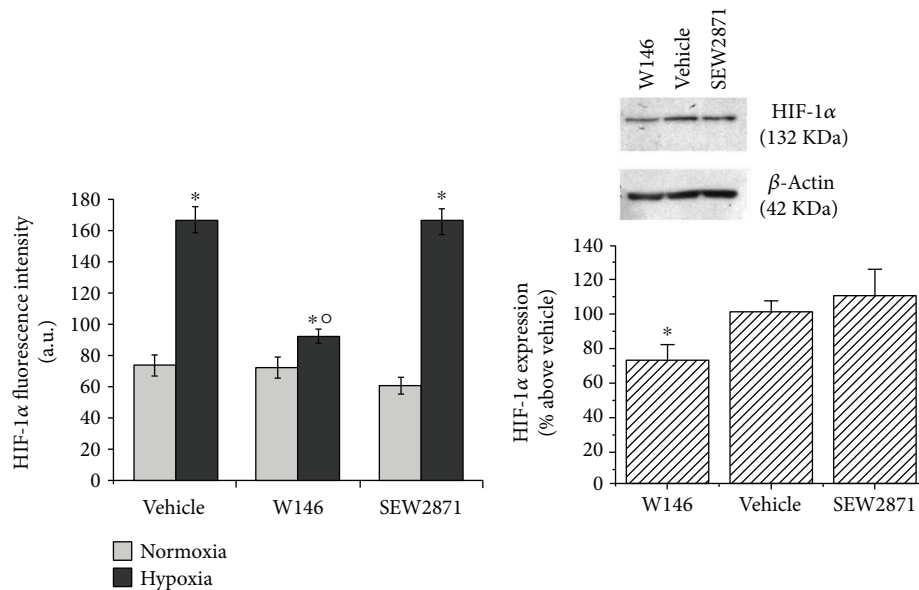 HIF-1α fluorescence intensity
(a.u.)
180
160
140
120
100
80
60
40
20
0
*
*○
*
Vehicle
W146
SEW2871
Normoxia
Hypoxia
W146
Vehicle
SEW2871
HIF-1α
(132 KDa)
β-Actin
(42 KDa)
HIF-1α expression
(% above vehicle)
140
120
100
80
60
40
20
0
*
W146
Vehicle
SEW2871